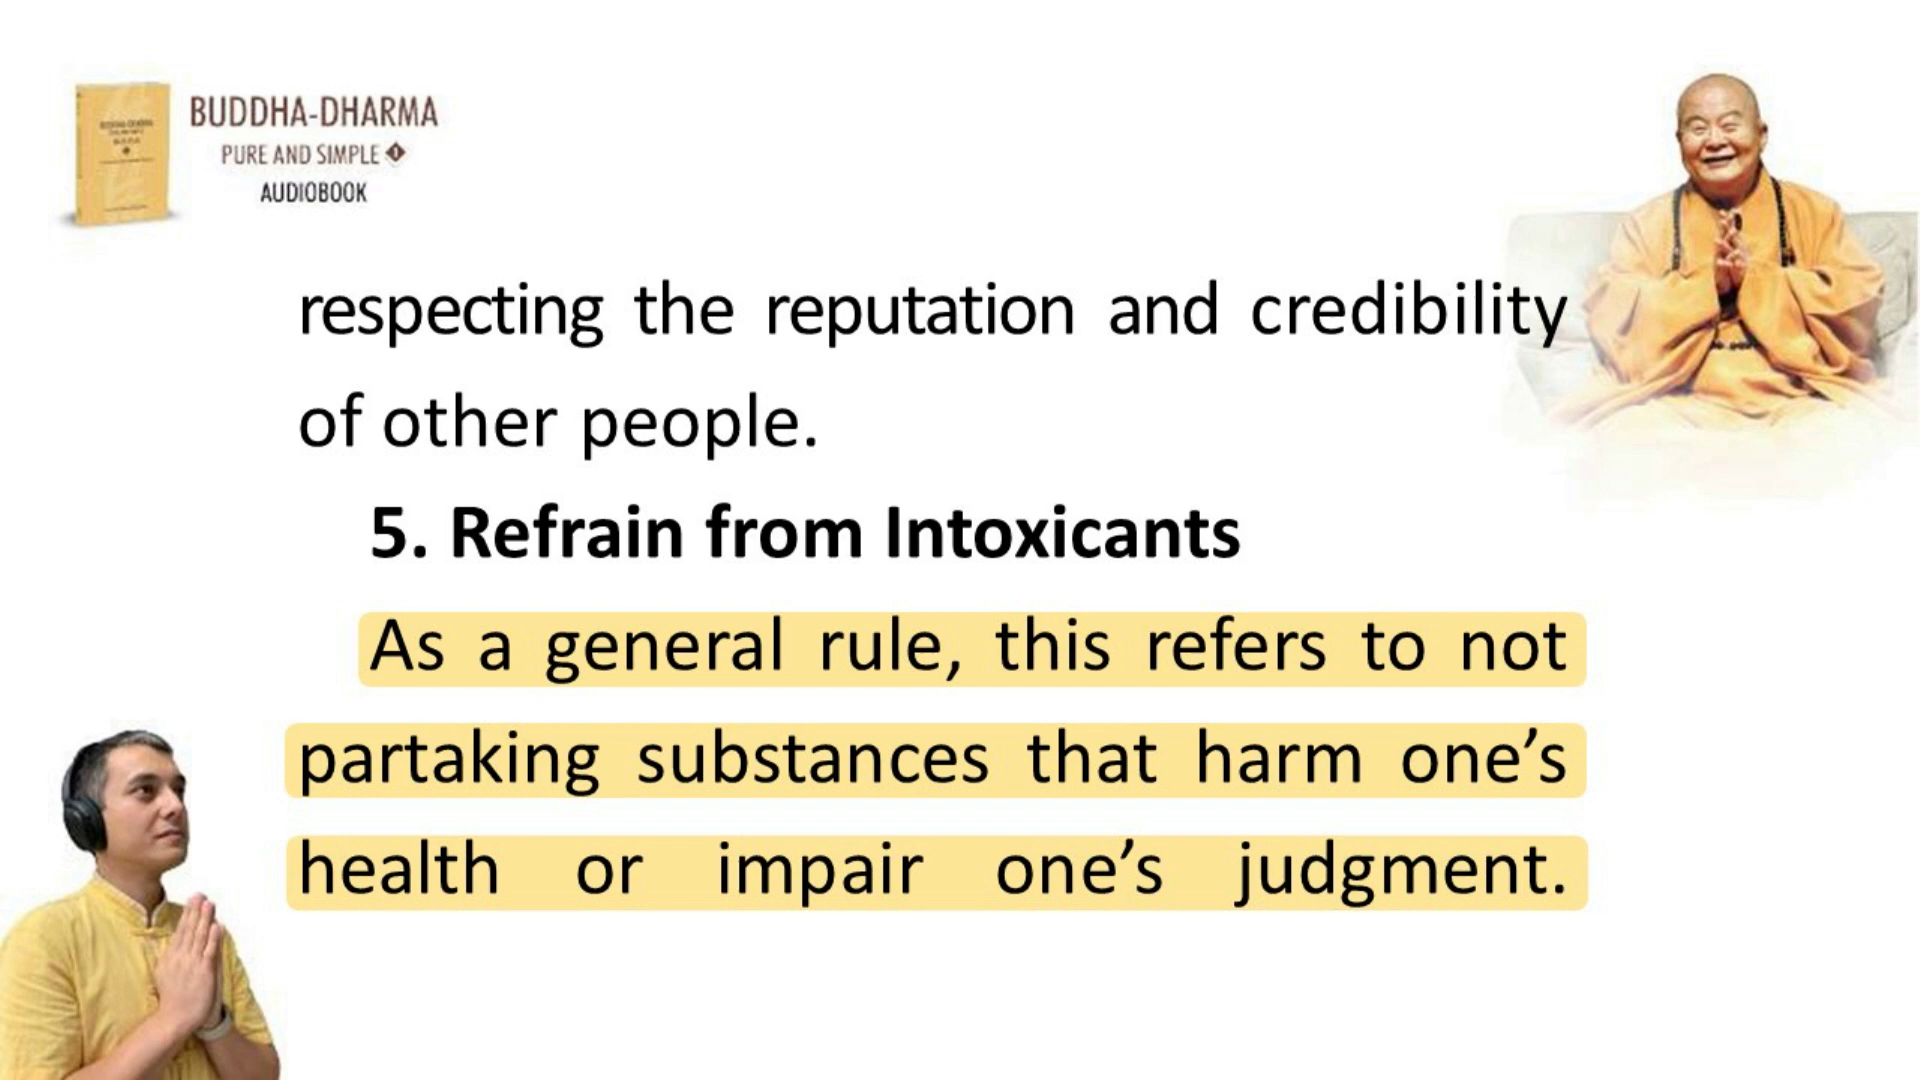 BUDDHA-DHARMA
PURE AND SIMPLE 1
AUDIOBOOK
respecting the reputation and credibility
of other people.
5. Refrain from Intoxicants
As a general rule, this refers to not
partaking substances that harm one’s
health or impair one’s judgment.